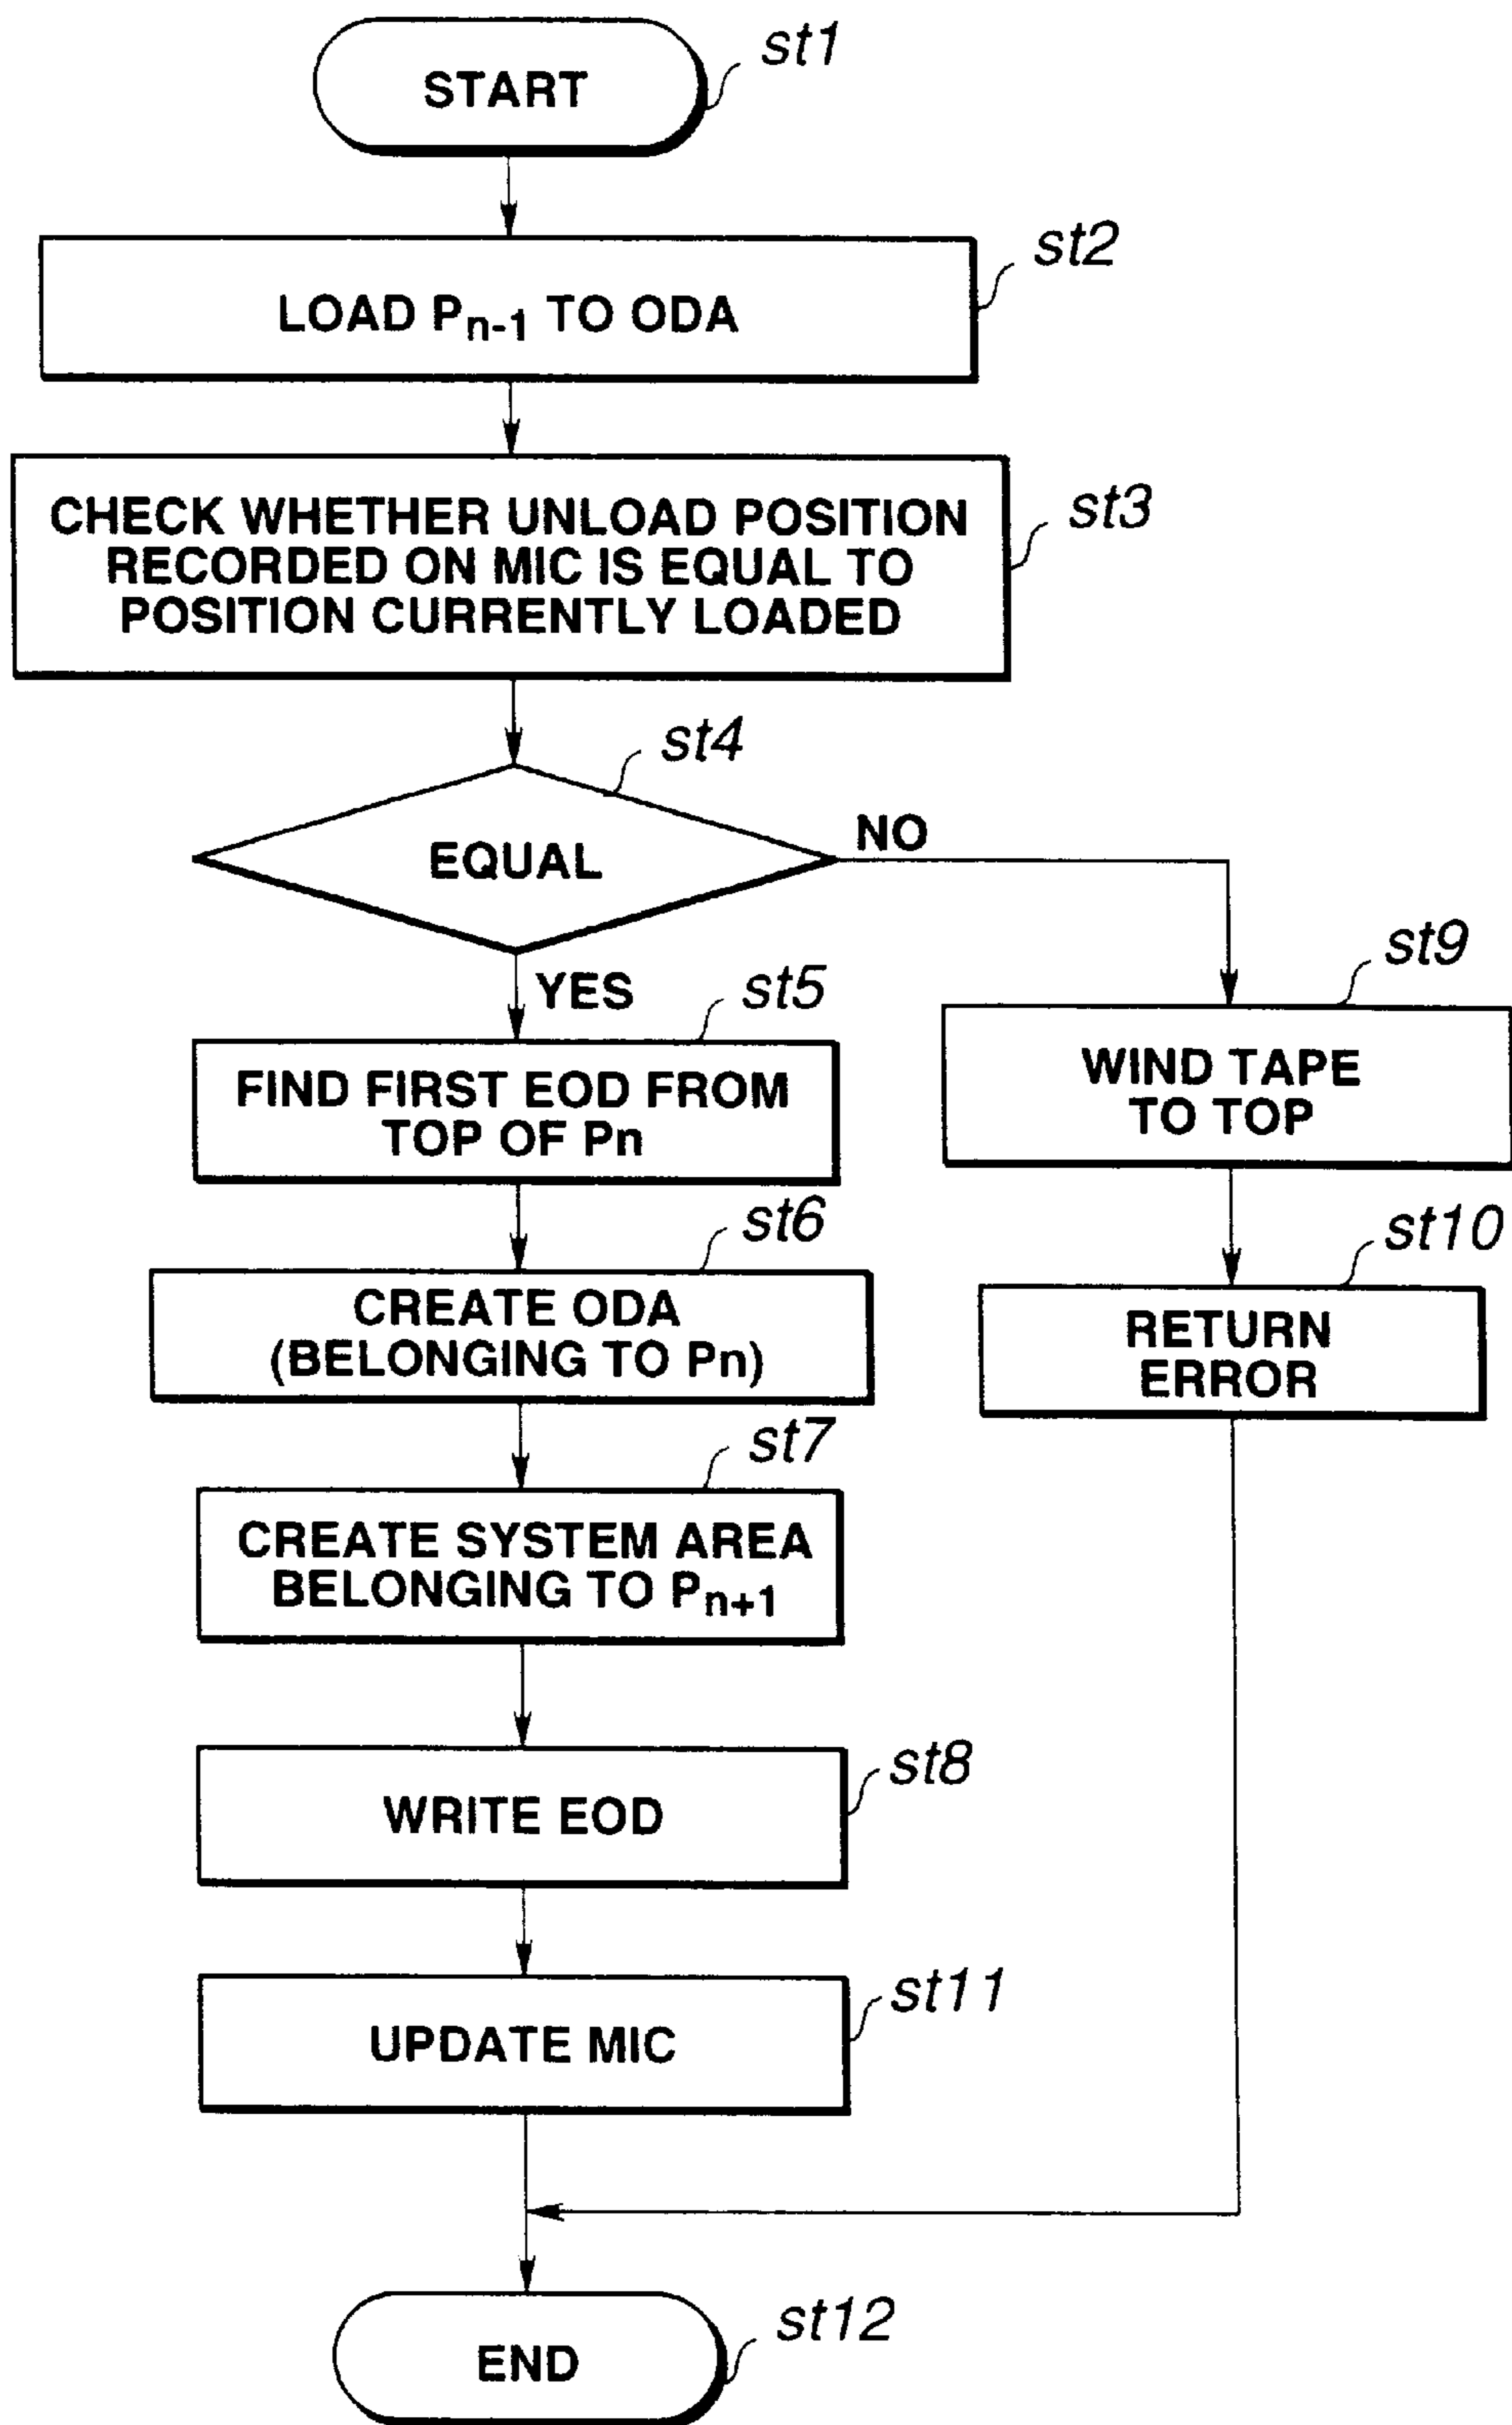 START
st1
LOAD Pn-1 TO ODA
st2
CHECK WHETHER UNLOAD POSITION
RECORDED ON MIC IS EQUAL TO
POSITION CURRENTLY LOADED
st3
st4
EQUAL
NO
YES
st5
FIND FIRST EOD FROM
TOP OF Pn
st9
WIND TAPE
TO TOP
st6
CREATE ODA
(BELONGING TO Pn)
st10
RETURN
ERROR
st7
CREATE SYSTEM AREA
BELONGING TO Pn+1
st8
WRITE EOD
st11
UPDATE MIC
END
st12